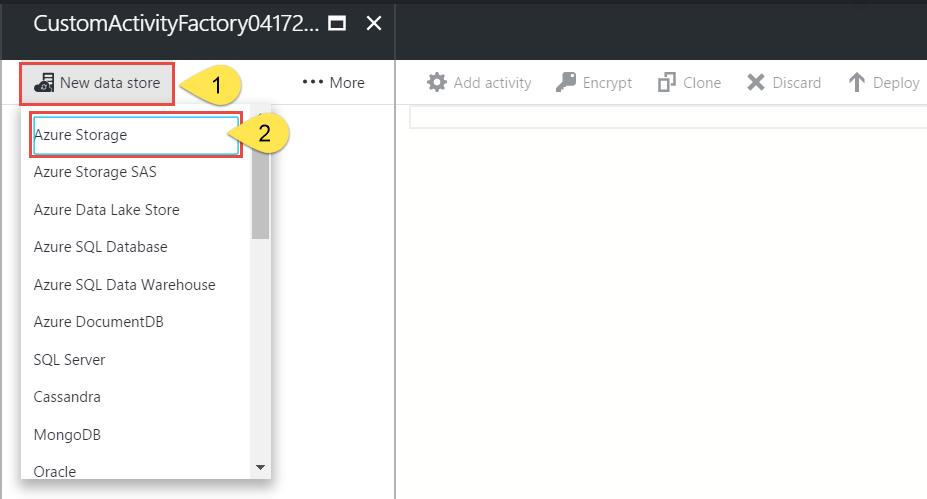 CustomActivityFactory04172...
New data store
1
... More
Add activity
Encrypt
Clone
Discard
Deploy
Azure Storage
2
Azure Storage SAS
Azure Data Lake Store
Azure SQL Database
Azure SQL Data Warehouse
Azure DocumentDB
SQL Server
Cassandra
MongoDB
Oracle